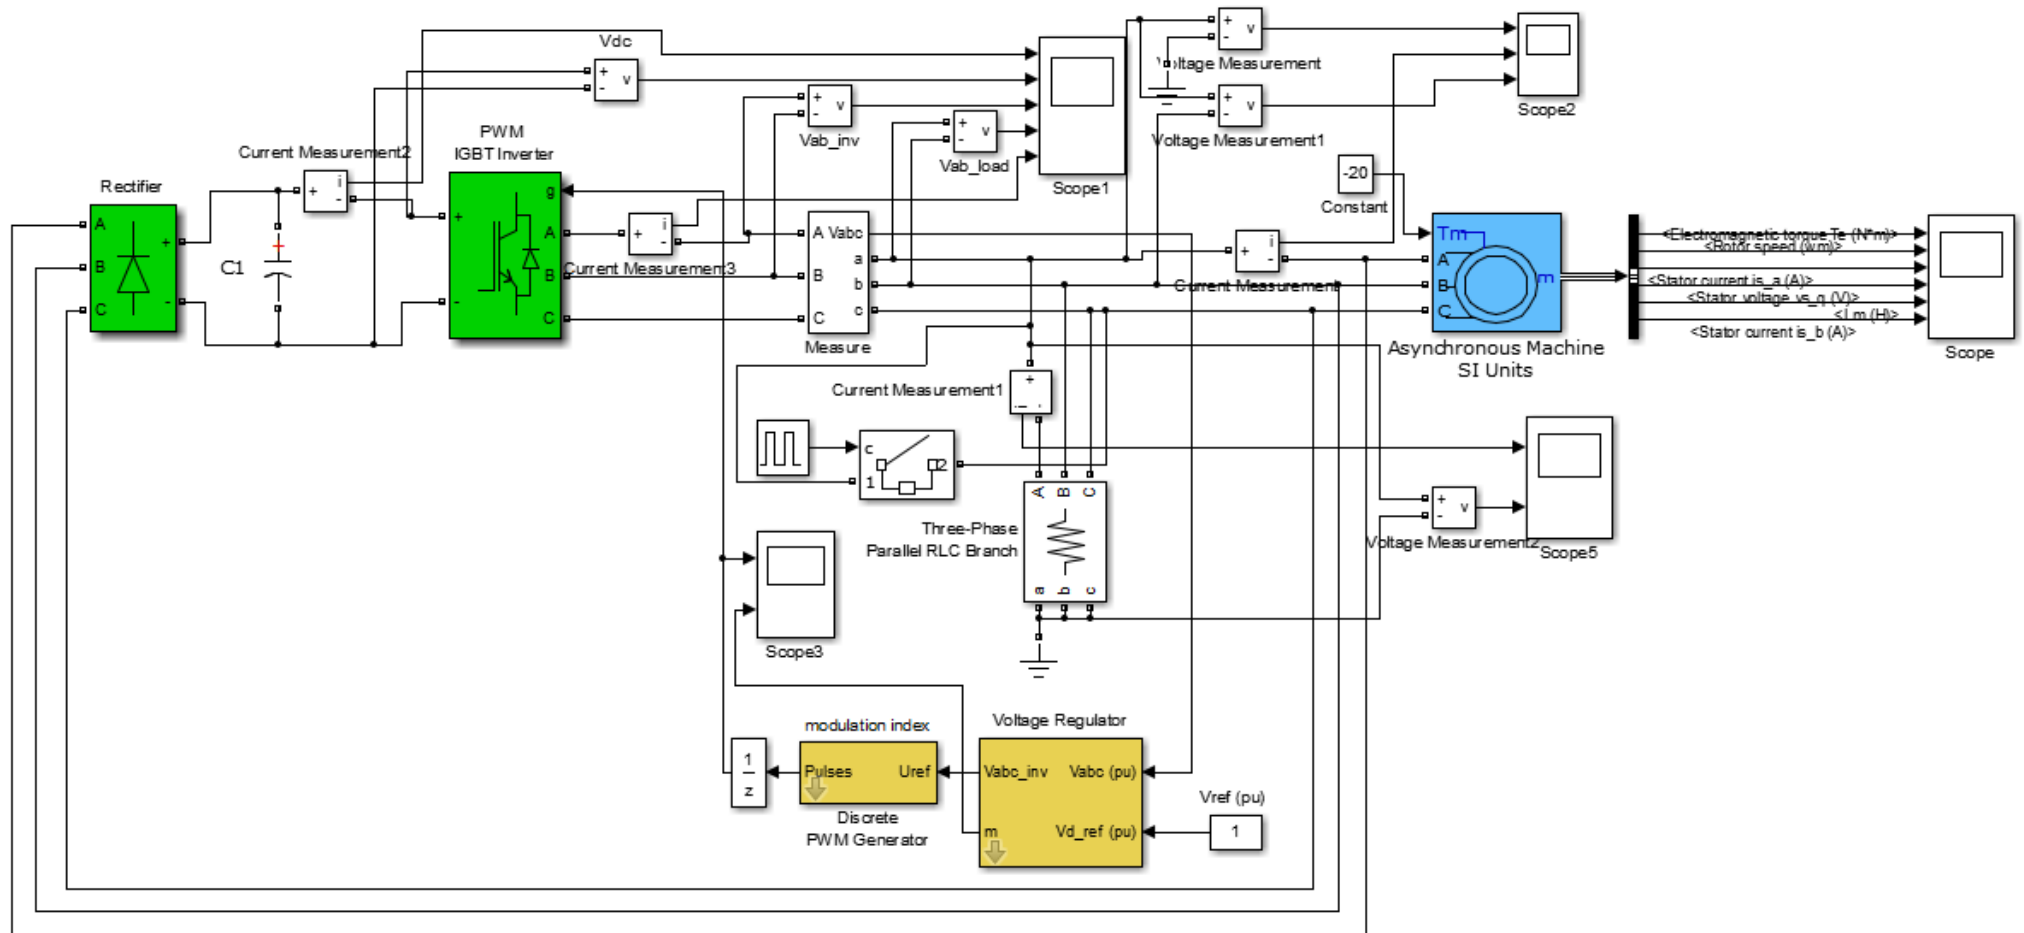 Vdc
+
-
v
+
-
v
Voltage Measurement
Scope2
+
-
v
Voltage Measurement1
+
-
v
Vab_inv
+
-
v
Vab_load
Scope1
PWM
IGBT Inverter
Current Measurement2
+
i
-
Rectifier
A
B
C
+
-
C1
+
g
+
A
B
-
C
+
i
-
Current Measurement3
A Vabc
a
B
b
c
C
Measure
-20
Constant
+
i
-
Current Measurement
Tm
A
B
C
m
Asynchronous Machine
SI Units
<Electromagnetic torque Te (N*m)>
<Rotor speed (wm)>
<Stator current is_a (A)>
<Stator voltage vs_q (V)>
<Lm (H)>
<Stator current is_b (A)>
Scope
Current Measurement1
+
-
c
1
2
A B C
Three-Phase
Parallel RLC Branch
a b c
+
-
v
Voltage Measurement2
Scope5
Scope3
modulation index
Voltage Regulator
1
z
Pulses Uref
Discrete
PWM Generator
Vabc_inv Vabc (pu)
m Vd_ref (pu)
Vref (pu)
1